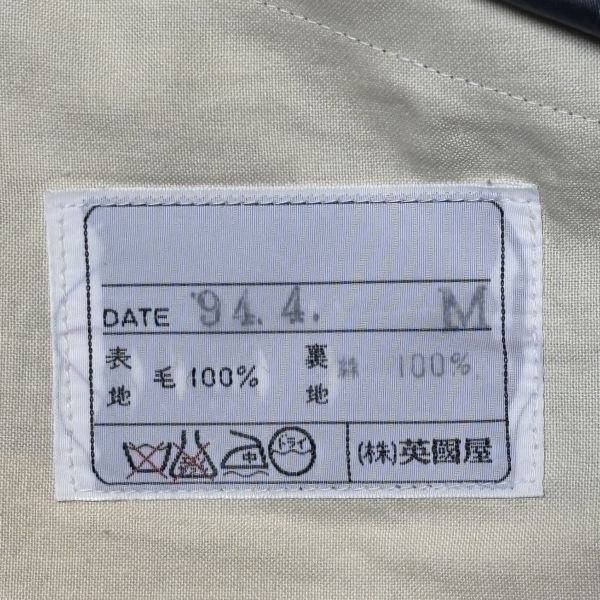 DATE '94.4. M
表地 毛 100% 裏地 100%
中 ドライ (株)英國屋